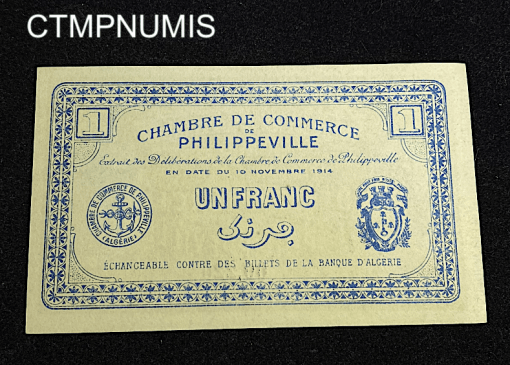 CTMPNUMIS
1 1
CHAMBRE DE COMMERCE
DE
PHILIPPEVILLE
Extrait des Délibérations de la Chambre de Commerce de Philippeville
EN DATE DU 10 NOVEMBRE 1914
UN FRANC
CHAMBRE DE COMMERCE DE PHILIPPEVILLE
(ALGÉRIE)
ÉCHANGEABLE CONTRE DES BILLETS DE LA BANQUE D'ALGÉRIE